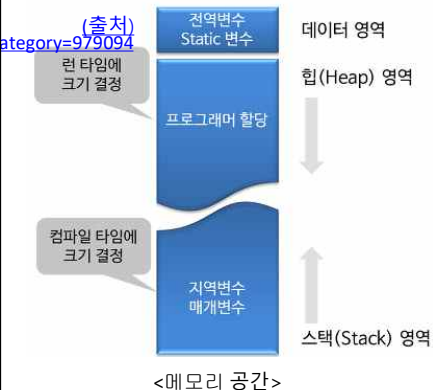 (출처)
ategory=979094
전역변수
Static 변수
데이터 영역
런 타임에
크기 결정
힙(Heap) 영역
프로그래머 할당
컴파일 타임에
크기 결정
지역변수
매개변수
스택(Stack) 영역
<메모리 공간>